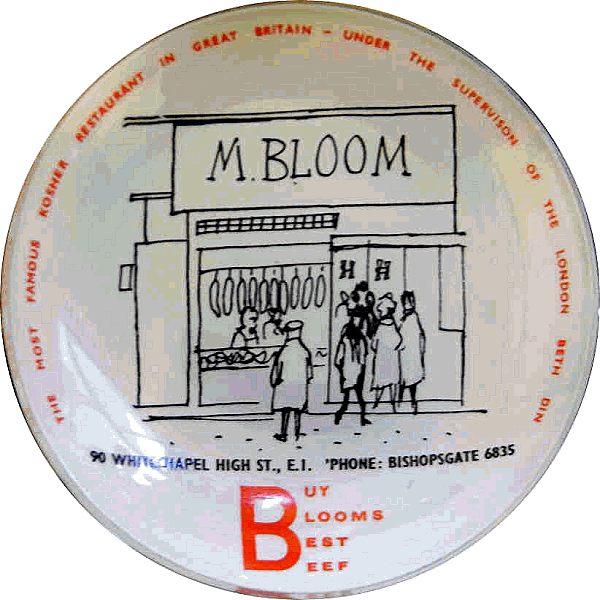 THE MOST FAMOUS KOSHER RESTAURANT IN GREAT BRITAIN - UNDER THE SUPERVISON OF THE LONDON BETH DIN
M. BLOOM
H H
90 WHITECHAPEL HIGH ST., E.1. 'PHONE: BISHOPSGATE 6835
BUY
BLOOMS
BEST
BEEF